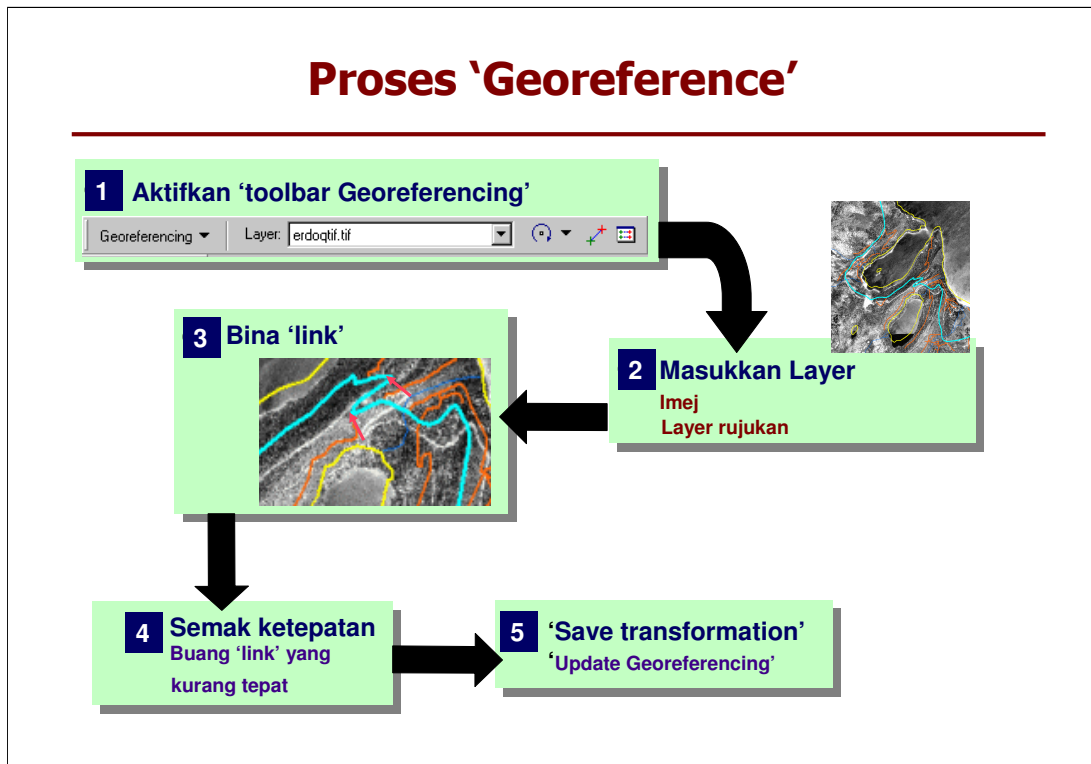 Proses ‘Georeference’
1 Aktifkan ‘toolbar Georeferencing’
Georeferencing Layer: erdoqtif.tif
2 Masukkan Layer
Imej
Layer rujukan
3 Bina ‘link’
4 Semak ketepatan
Buang ‘link’ yang
kurang tepat
5 ‘Save transformation’
‘Update Georeferencing’